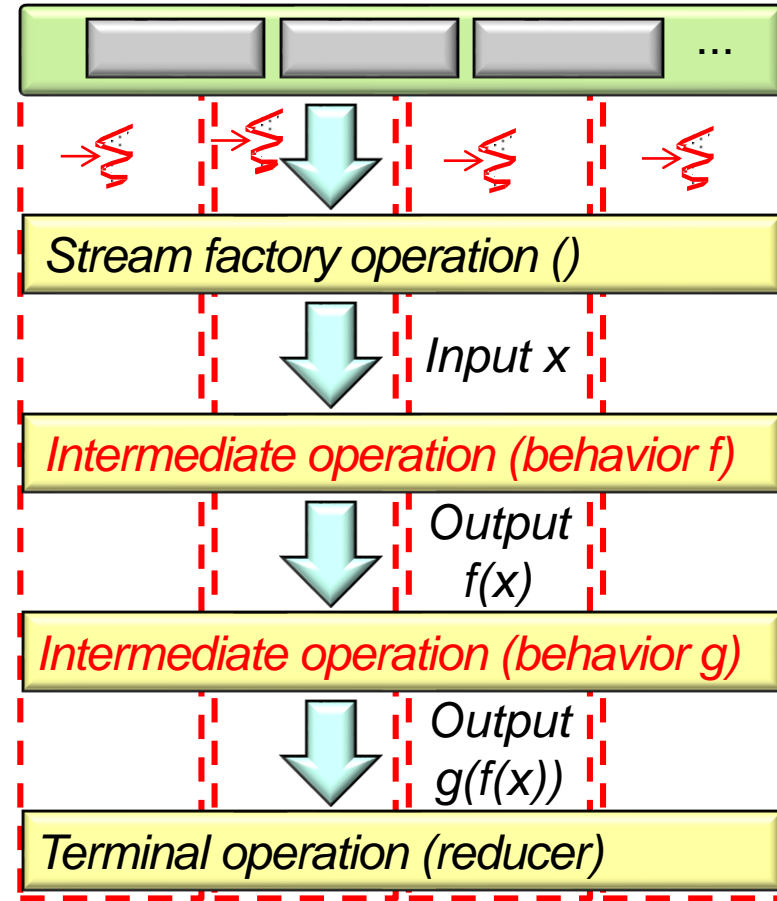 ...
Stream factory operation ()
Input x
Intermediate operation (behavior f)
Output
f(x)
Intermediate operation (behavior g)
Output
g(f(x))
Terminal operation (reducer)